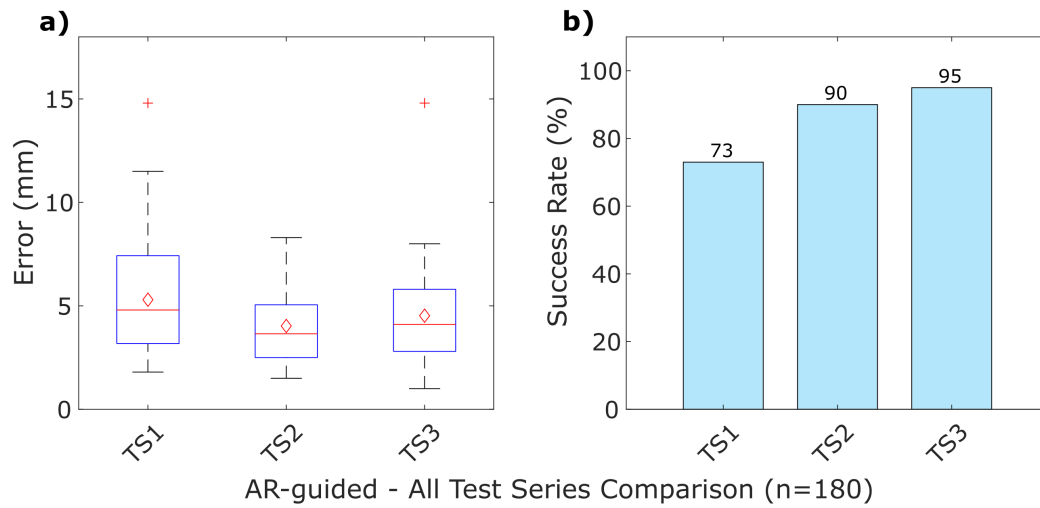 a)
Error (mm)
15
10
5
0
TS1
TS2
TS3
b)
Success Rate (%)
100
80
60
40
20
0
73
90
95
TS1
TS2
TS3
AR-guided - All Test Series Comparison (n=180)